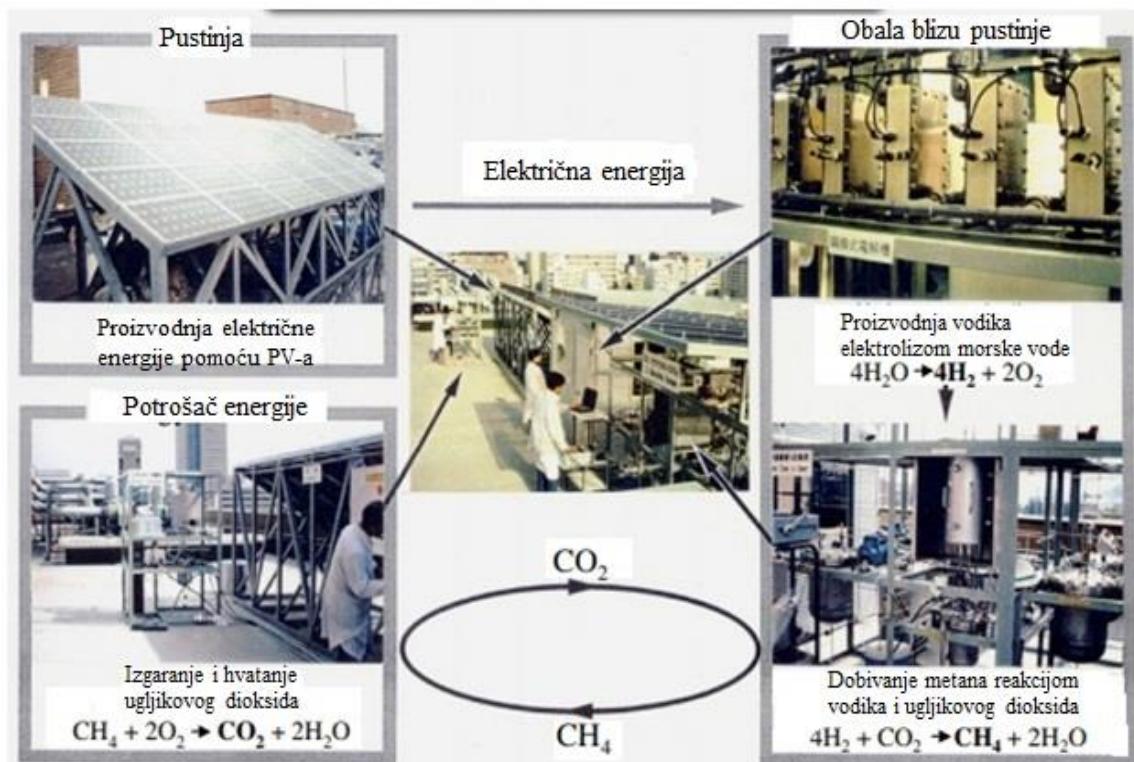 Pustinja
Proizvodnja električne
energije pomoću PV-a
Električna energija
Obala blizu pustinje
Proizvodnja vodika
elektrolizom morske vode
4H₂O → 4H₂ + 2O₂
Potrošač energije
Izgaranje i hvatanje
ugljikovog dioksida
CH₄ + 2O₂ → CO₂ + 2H₂O
CO₂
CH₄
Dobivanje metana reakcijom
vodika i ugljikovog dioksida
4H₂ + CO₂ → CH₄ + 2H₂O